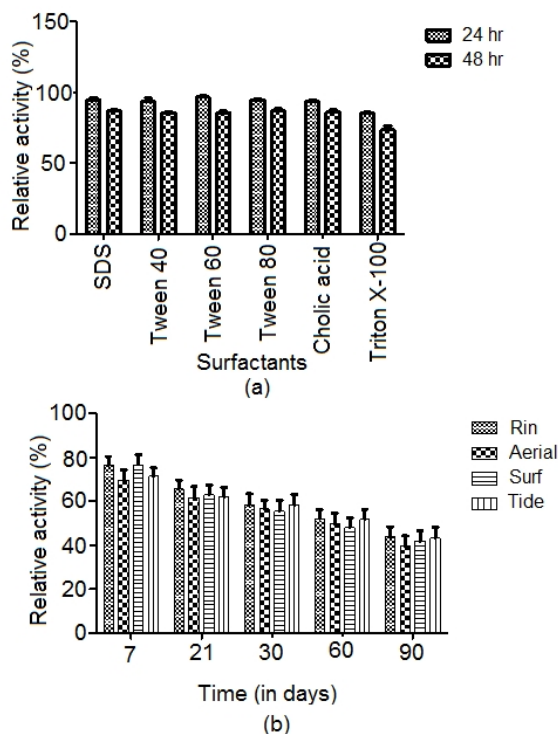 150
100
50
0
Relative activity (%)
24 hr
48 hr
SDS
Tween 40
Tween 60
Tween 80
Cholic acid
Triton X-100
Surfactants
(a)
100
80
60
40
20
0
Relative activity (%)
Rin
Aerial
Surf
Tide
7 21 30 60 90
Time (in days)
(b)